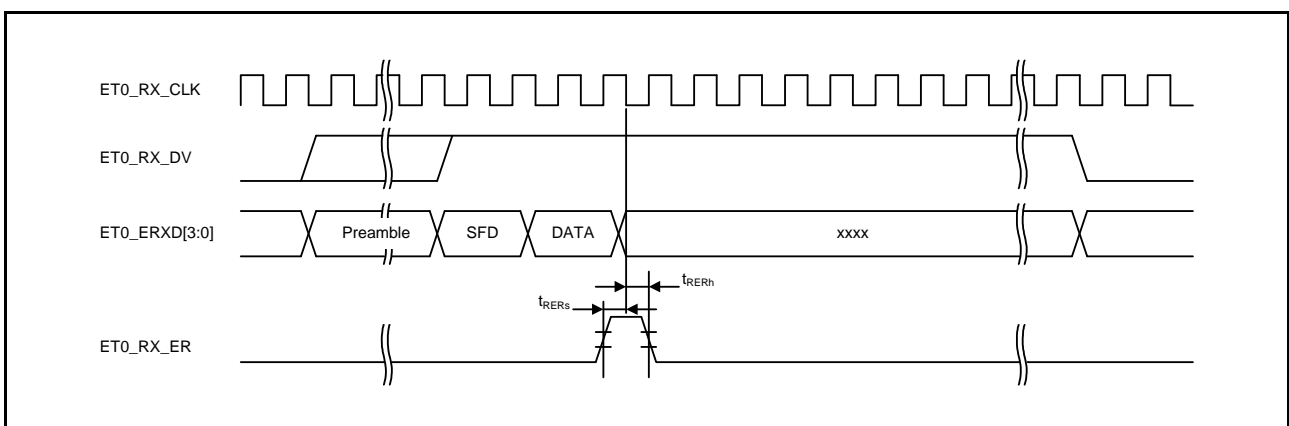 ET0_RX_CLK
ET0_RX_DV
ET0_ERXD[3:0]
Preamble
SFD
DATA
xxxx
tRERh
tRERs
ET0_RX_ER